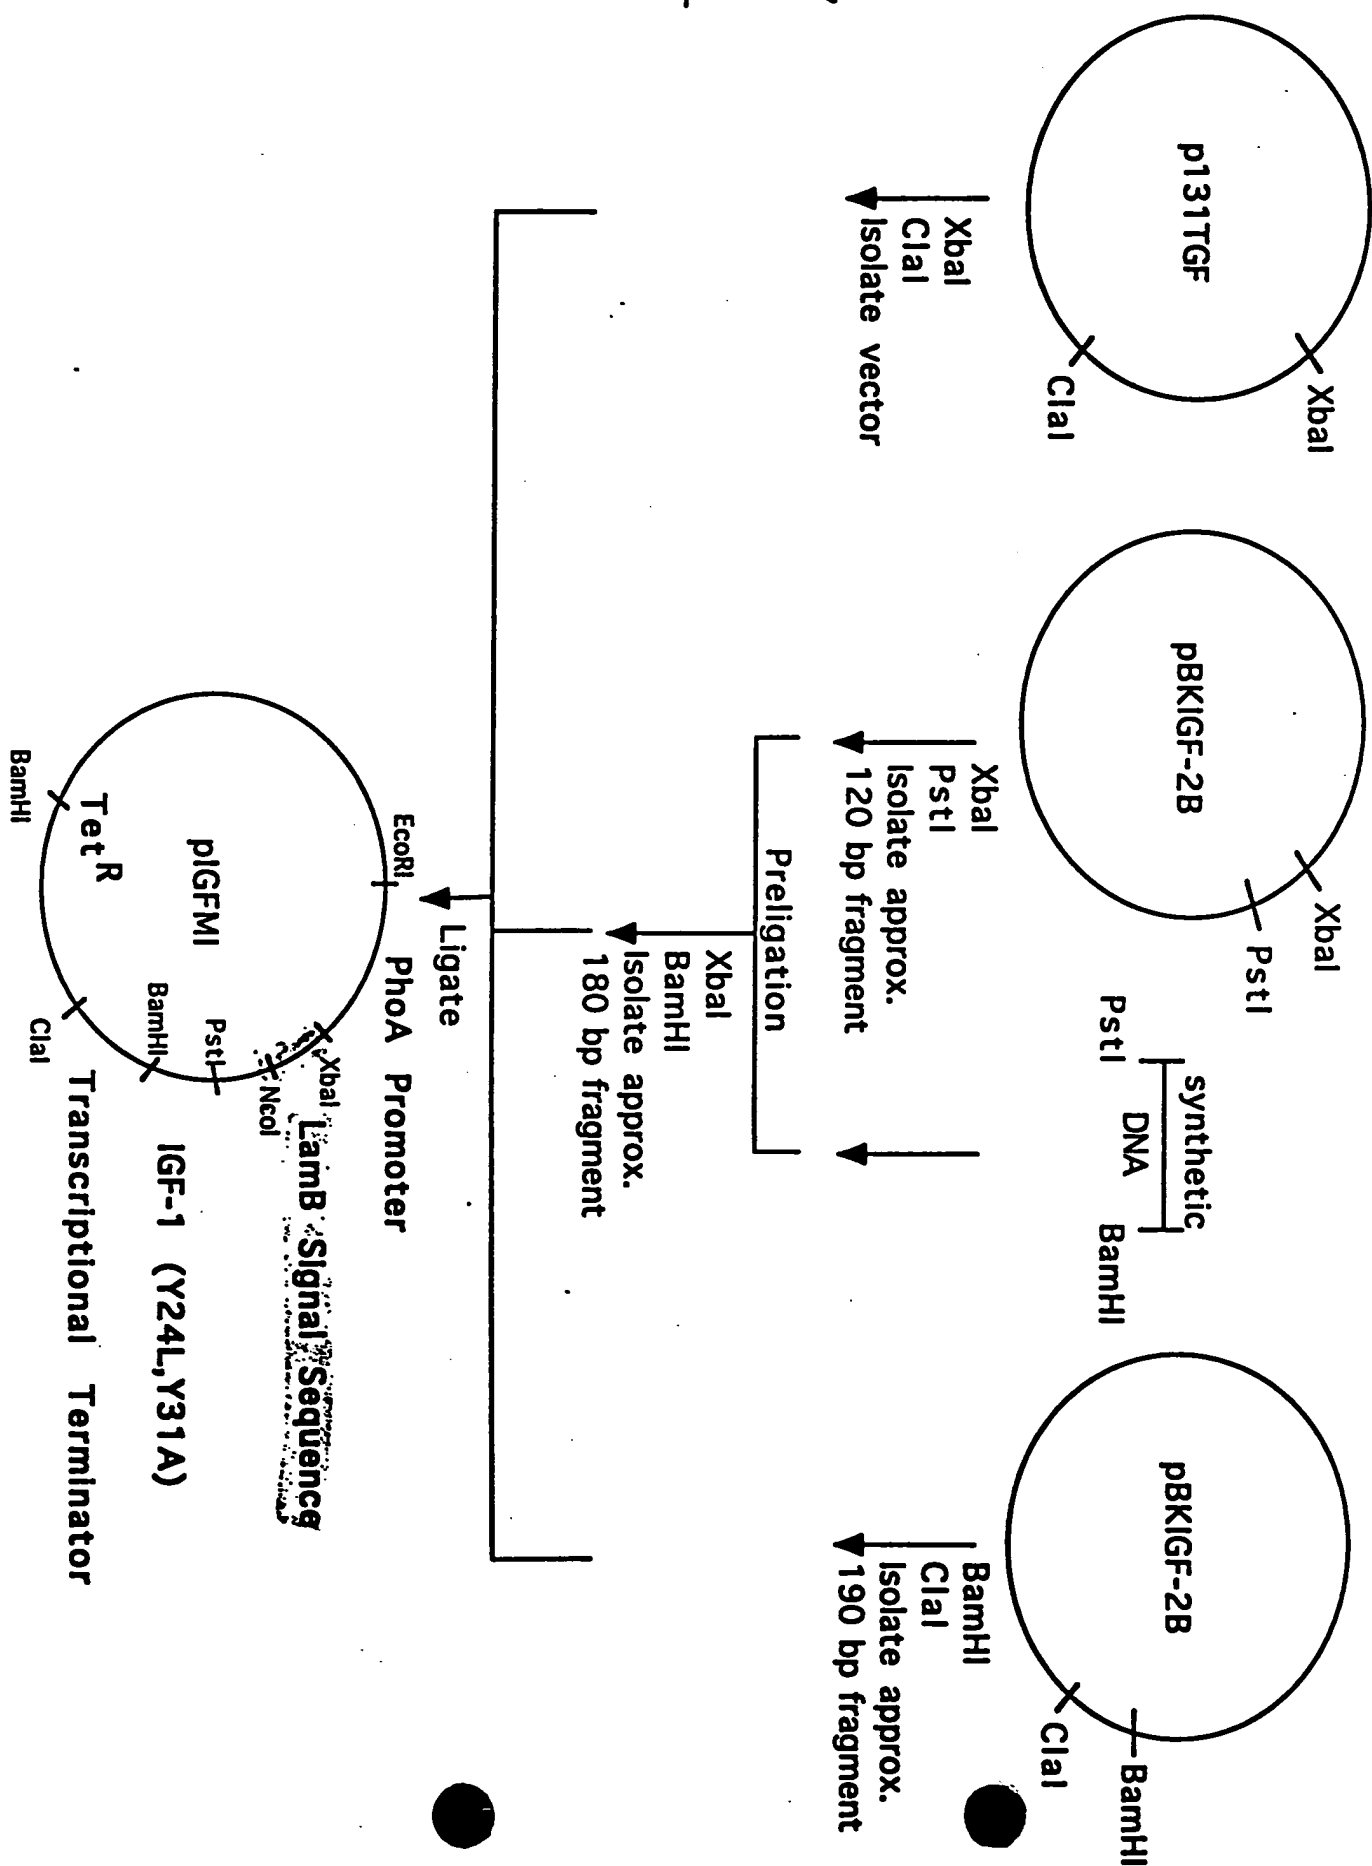 p131TGF
XbaI
ClaI
XbaI
ClaI
Isolate vector
pBKIGF-2B
XbaI
PstI
XbaI
PstI
Isolate approx.
120 bp fragment
synthetic
DNA
PstI
BamHI
pBKIGF-2B
BamHI
ClaI
BamHI
ClaI
Isolate approx.
190 bp fragment
Preligation
XbaI
BamHI
Isolate approx.
180 bp fragment
Ligate
EcoRI
PhoA Promoter
XbaI
LamB Signal Sequence
NcoI
pIGFMI
PstI
IGF-1 (Y24L,Y31A)
BamHI
Tet R
Transcriptional Terminator
ClaI
BamHI